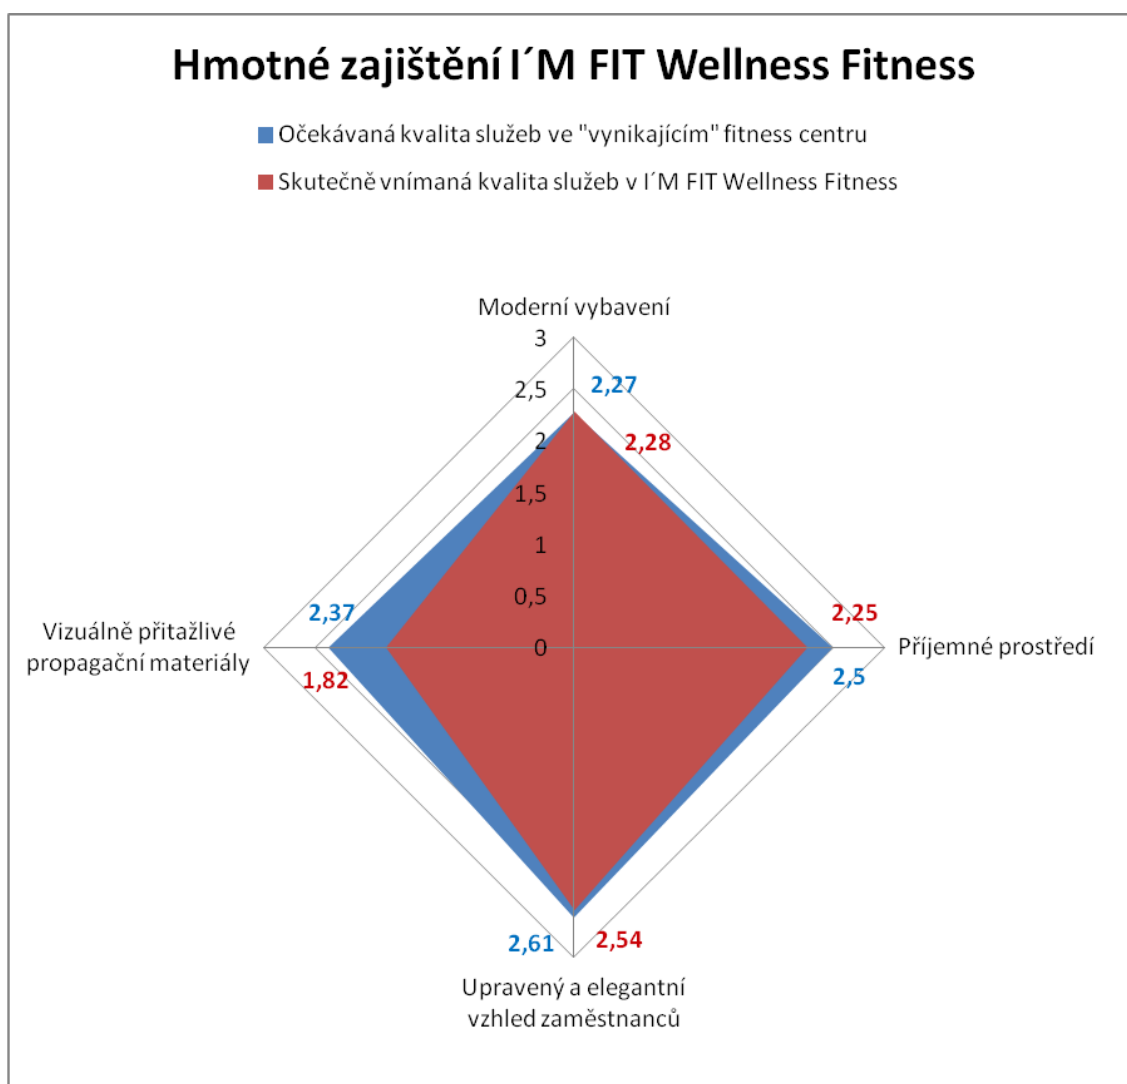 Hmotné zajištění I´M FIT Wellness Fitness
Očekávaná kvalita služeb ve "vynikajícím" fitness centru
Skutečně vnímaná kvalita služeb v I´M FIT Wellness Fitness
Moderní vybavení
3
2,5
2,27
2
2,28
1,5
1
0,5
0
2,37
2,25
Vizuálně přitažlivé
propagační materiály
Příjemné prostředí
1,82
2,5
2,61
2,54
Upravený a elegantní
vzhled zaměstnanců